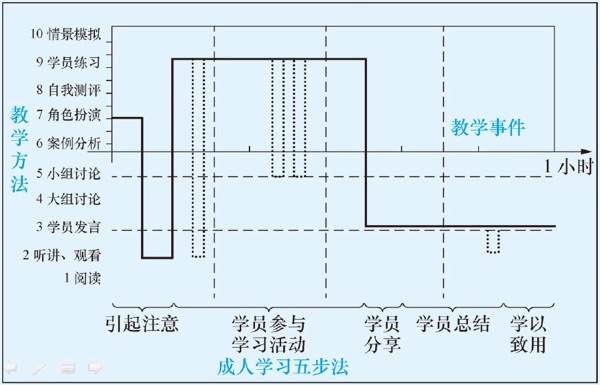 10 情景模拟
9 学员练习
8 自我测评
7 角色扮演
6 案例分析
5 小组讨论
4 大组讨论
3 学员发言
2 听讲、观看
1 阅读
教学方法
教学事件
1 小时
引起注意
学员参与
学习活动
学员
分享
学员总结
学以
致用
成人学习五步法